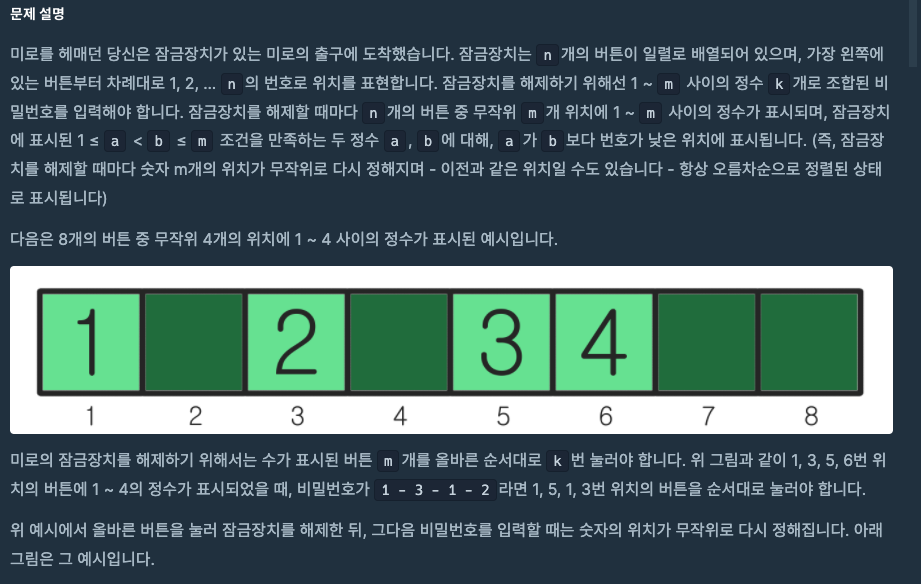 문제 설명
미로를 헤매던 당신은 잠금장치가 있는 미로의 출구에 도착했습니다. 잠금장치는 n 개의 버튼이 일렬로 배열되어 있으며, 가장 왼쪽에
있는 버튼부터 차례대로 1, 2, ... n 의 번호로 위치를 표현합니다. 잠금장치를 해제하기 위해선 1 ~ m 사이의 정수 k 개로 조합된 비
밀번호를 입력해야 합니다. 잠금장치를 해제할 때마다 n 개의 버튼 중 무작위 m 개 위치에 1 ~ m 사이의 정수가 표시되며, 잠금장치
에 표시된 1 ≤ a < b ≤ m 조건을 만족하는 두 정수 a , b 에 대해, a 가 b 보다 번호가 낮은 위치에 표시됩니다. (즉, 잠금장
치를 해제할 때마다 숫자 m개의 위치가 무작위로 다시 정해지며 - 이전과 같은 위치일 수도 있습니다 - 항상 오름차순으로 정렬된 상태
로 표시됩니다)
다음은 8개의 버튼 중 무작위 4개의 위치에 1 ~ 4 사이의 정수가 표시된 예시입니다.
1 2 3 4
1 2 3 4 5 6 7 8
미로의 잠금장치를 해제하기 위해서는 수가 표시된 버튼 m 개를 올바른 순서대로 k 번 눌러야 합니다. 위 그림과 같이 1, 3, 5, 6번 위
치의 버튼에 1 ~ 4의 정수가 표시되었을 때, 비밀번호가 1 - 3 - 1 - 2 라면 1, 5, 1, 3번 위치의 버튼을 순서대로 눌러야 합니다.
위 예시에서 올바른 버튼을 눌러 잠금장치를 해제한 뒤, 그다음 비밀번호를 입력할 때는 숫자의 위치가 무작위로 다시 정해집니다. 아래
그림은 그 예시입니다.